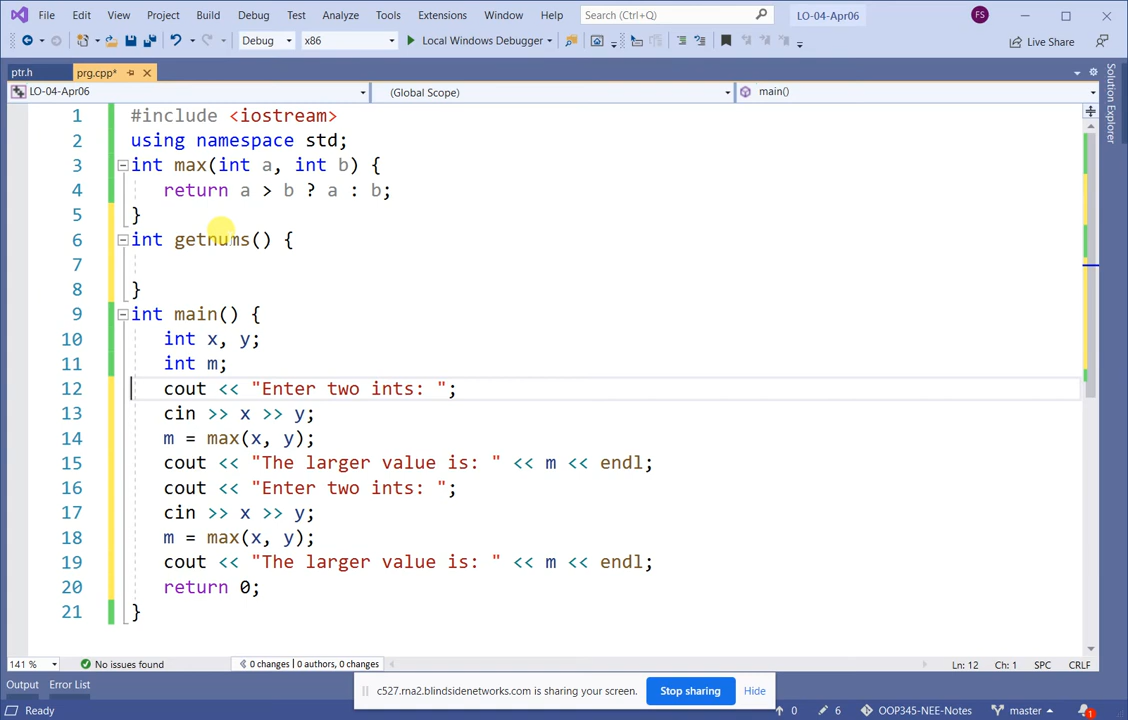 File Edit View Project Build Debug Test Analyze Tools Extensions Window Help Search (Ctrl+Q) LO-04-Apr06 FS
Debug x86 Local Windows Debugger Live Share
ptr.h prg.cpp*
LO-04-Apr06 (Global Scope) main()
Solution Explorer
1 #include <iostream>
2 using namespace std;
3 int max(int a, int b) {
4 return a > b ? a : b;
5 }
6 int getnums() {
7
8 }
9 int main() {
10 int x, y;
11 int m;
12 cout << "Enter two ints: ";
13 cin >> x >> y;
14 m = max(x, y);
15 cout << "The larger value is: " << m << endl;
16 cout << "Enter two ints: ";
17 cin >> x >> y;
18 m = max(x, y);
19 cout << "The larger value is: " << m << endl;
20 return 0;
21 }
141 % No issues found 0 changes | 0 authors, 0 changes Ln: 12 Ch: 1 SPC CRLF
Output Error List
c527.rna2.blindsidenetworks.com is sharing your screen. Stop sharing Hide
Ready 0 6 OOP345-NEE-Notes master 1